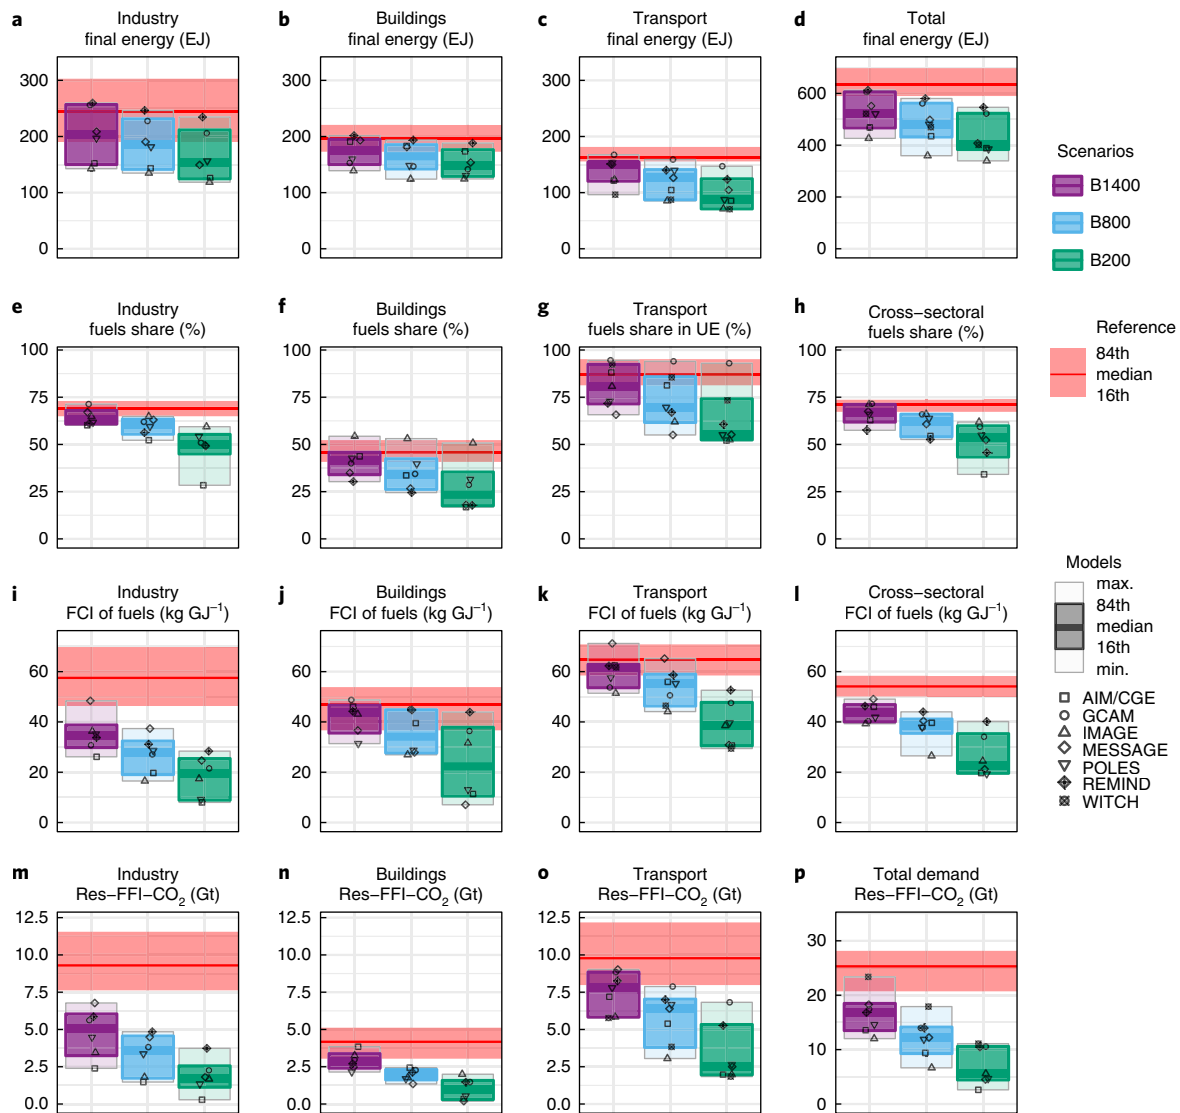 a Industry final energy (EJ)
300
200
100
0
b Buildings final energy (EJ)
300
200
100
0
c Transport final energy (EJ)
300
200
100
0
d Total final energy (EJ)
600
400
200
0
Scenarios
B1400
B800
B200
e Industry fuels share (%)
100
75
50
25
0
f Buildings fuels share (%)
100
75
50
25
0
g Transport fuels share in UE (%)
100
75
50
25
0
h Cross−sectoral fuels share (%)
100
75
50
25
0
Reference
84th
median
16th
i Industry FCI of fuels (kg GJ⁻¹)
60
40
20
0
j Buildings FCI of fuels (kg GJ⁻¹)
60
40
20
0
k Transport FCI of fuels (kg GJ⁻¹)
60
40
20
0
l Cross−sectoral FCI of fuels (kg GJ⁻¹)
60
40
20
0
Models
max.
84th
median
16th
min.
AIM/CGE
GCAM
IMAGE
MESSAGE
POLES
REMIND
WITCH
m Industry Res−FFI−CO₂ (Gt)
12.5
10.0
7.5
5.0
2.5
0.0
n Buildings Res−FFI−CO₂ (Gt)
12.5
10.0
7.5
5.0
2.5
0.0
o Transport Res−FFI−CO₂ (Gt)
12.5
10.0
7.5
5.0
2.5
0.0
p Total demand Res−FFI−CO₂ (Gt)
30
20
10
0